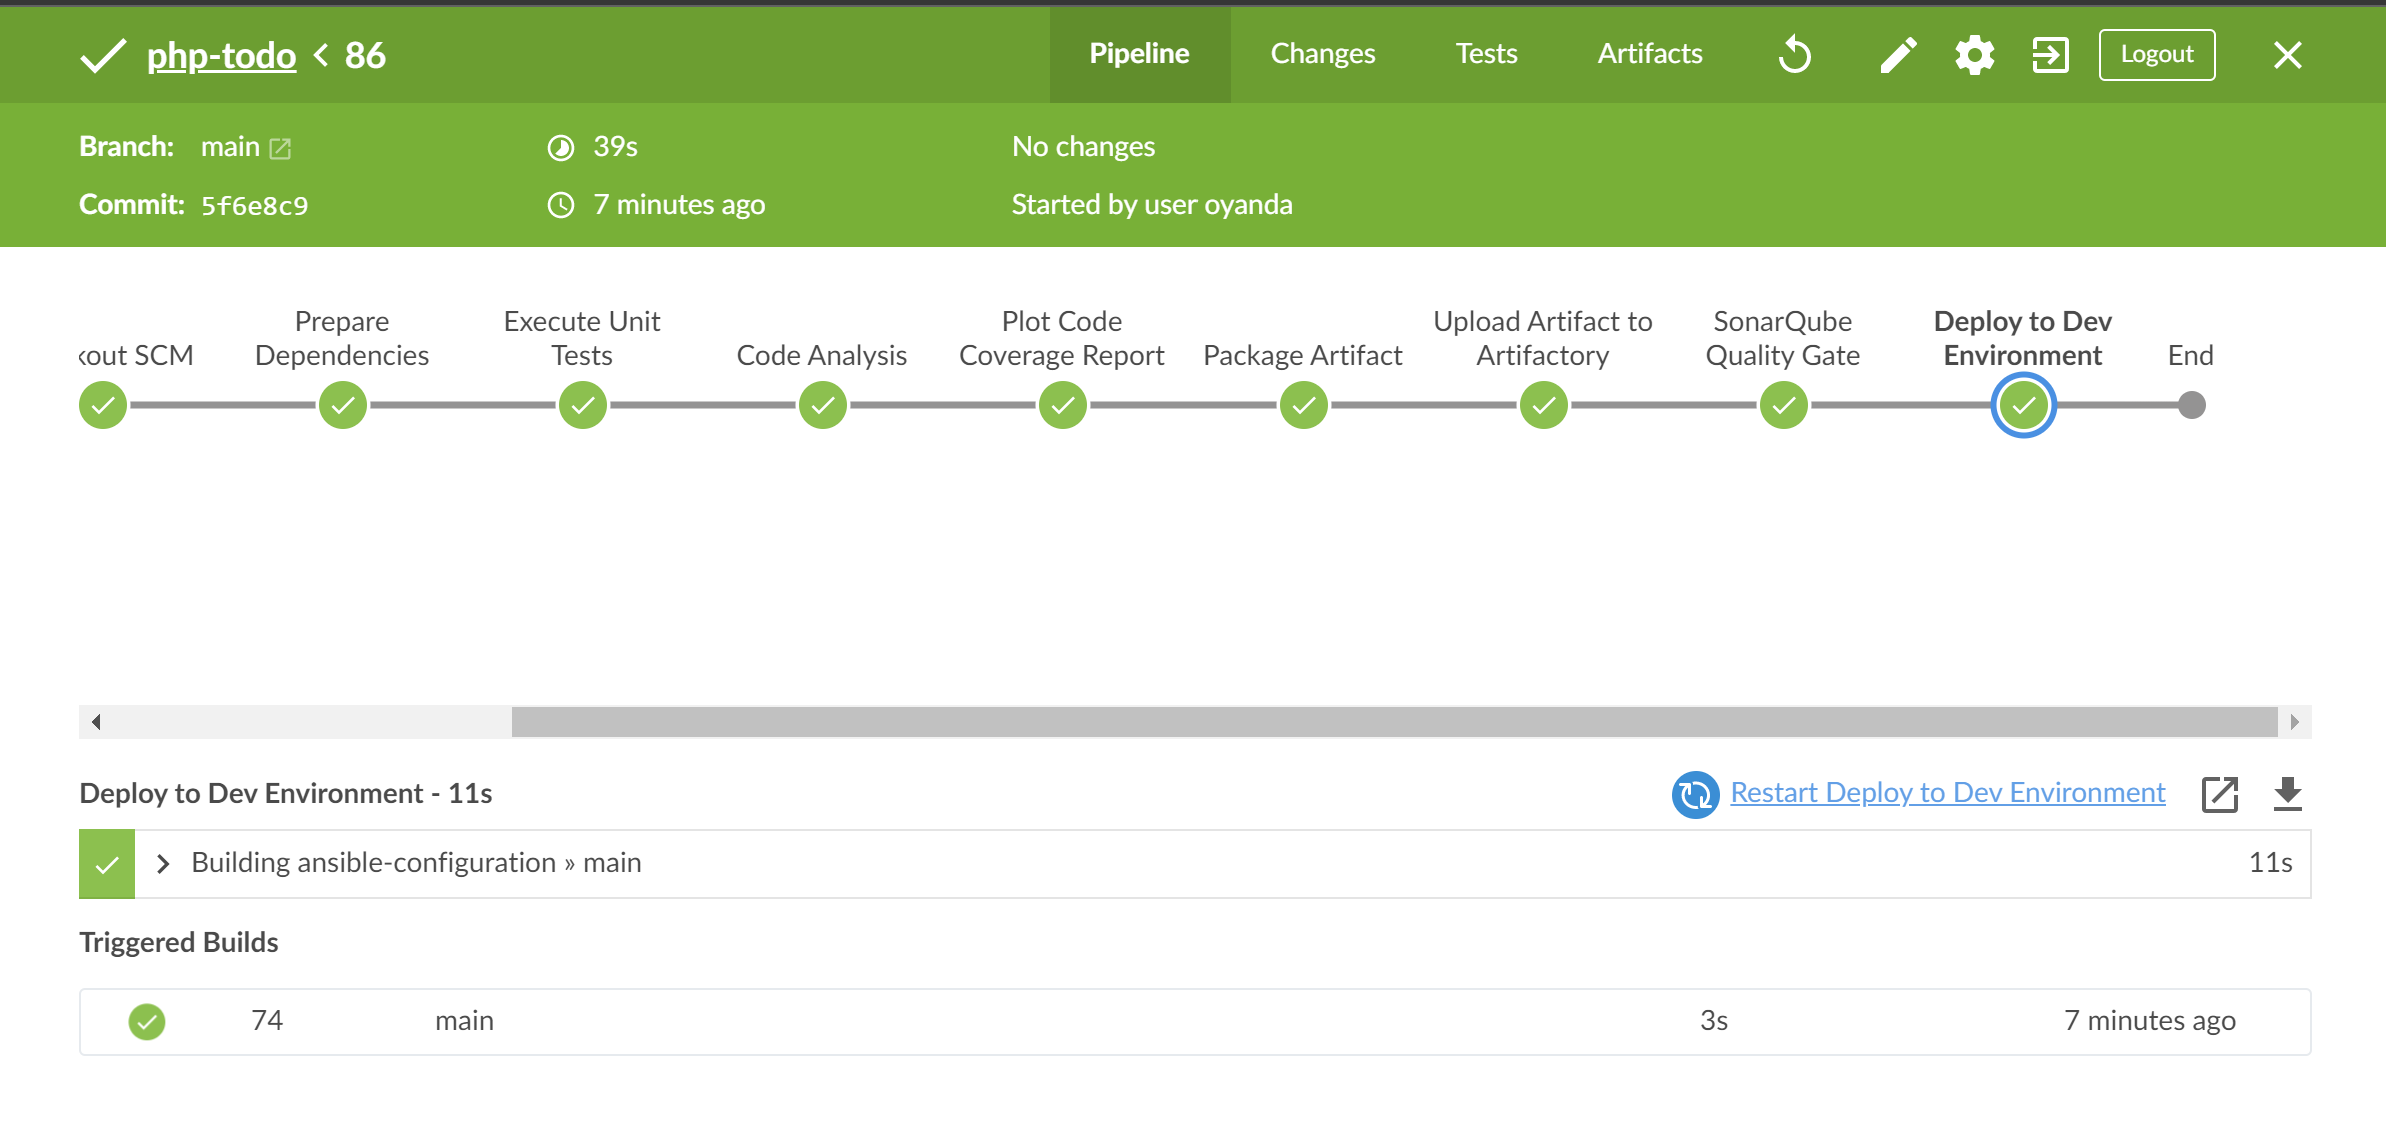 php-todo < 86
Pipeline
Changes
Tests
Artifacts
Logout
Branch: main
39s
No changes
Commit: 5f6e8c9
7 minutes ago
Started by user oyanda
kout SCM
Prepare
Dependencies
Execute Unit
Tests
Code Analysis
Plot Code
Coverage Report
Package Artifact
Upload Artifact to
Artifactory
SonarQube
Quality Gate
Deploy to Dev
Environment
End
Deploy to Dev Environment - 11s
Restart Deploy to Dev Environment
Building ansible-configuration » main
11s
Triggered Builds
74
main
3s
7 minutes ago